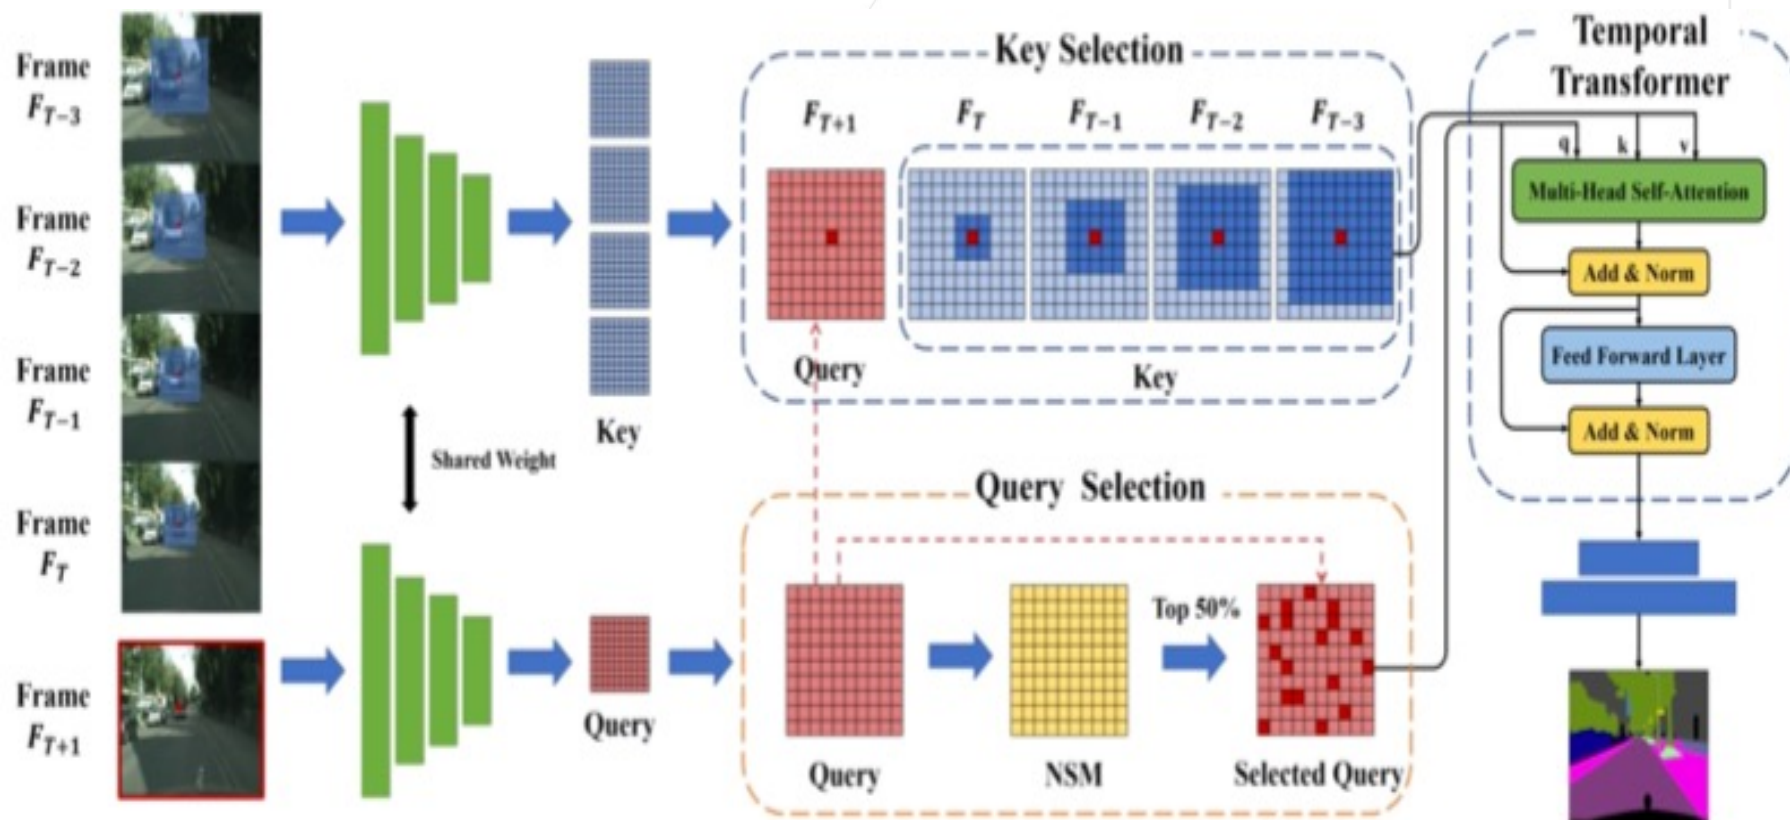 Frame
F_{T-3}
Frame
F_{T-2}
Frame
F_{T-1}
Frame
F_T
Frame
F_{T+1}
Shared Weight
Key
Query
Key Selection
F_{T+1}
F_T
F_{T-1}
F_{T-2}
F_{T-3}
Query
Key
Query Selection
Top 50%
Query
NSM
Selected Query
Temporal
Transformer
q
k
v
Multi-Head Self-Attention
Add & Norm
Feed Forward Layer
Add & Norm